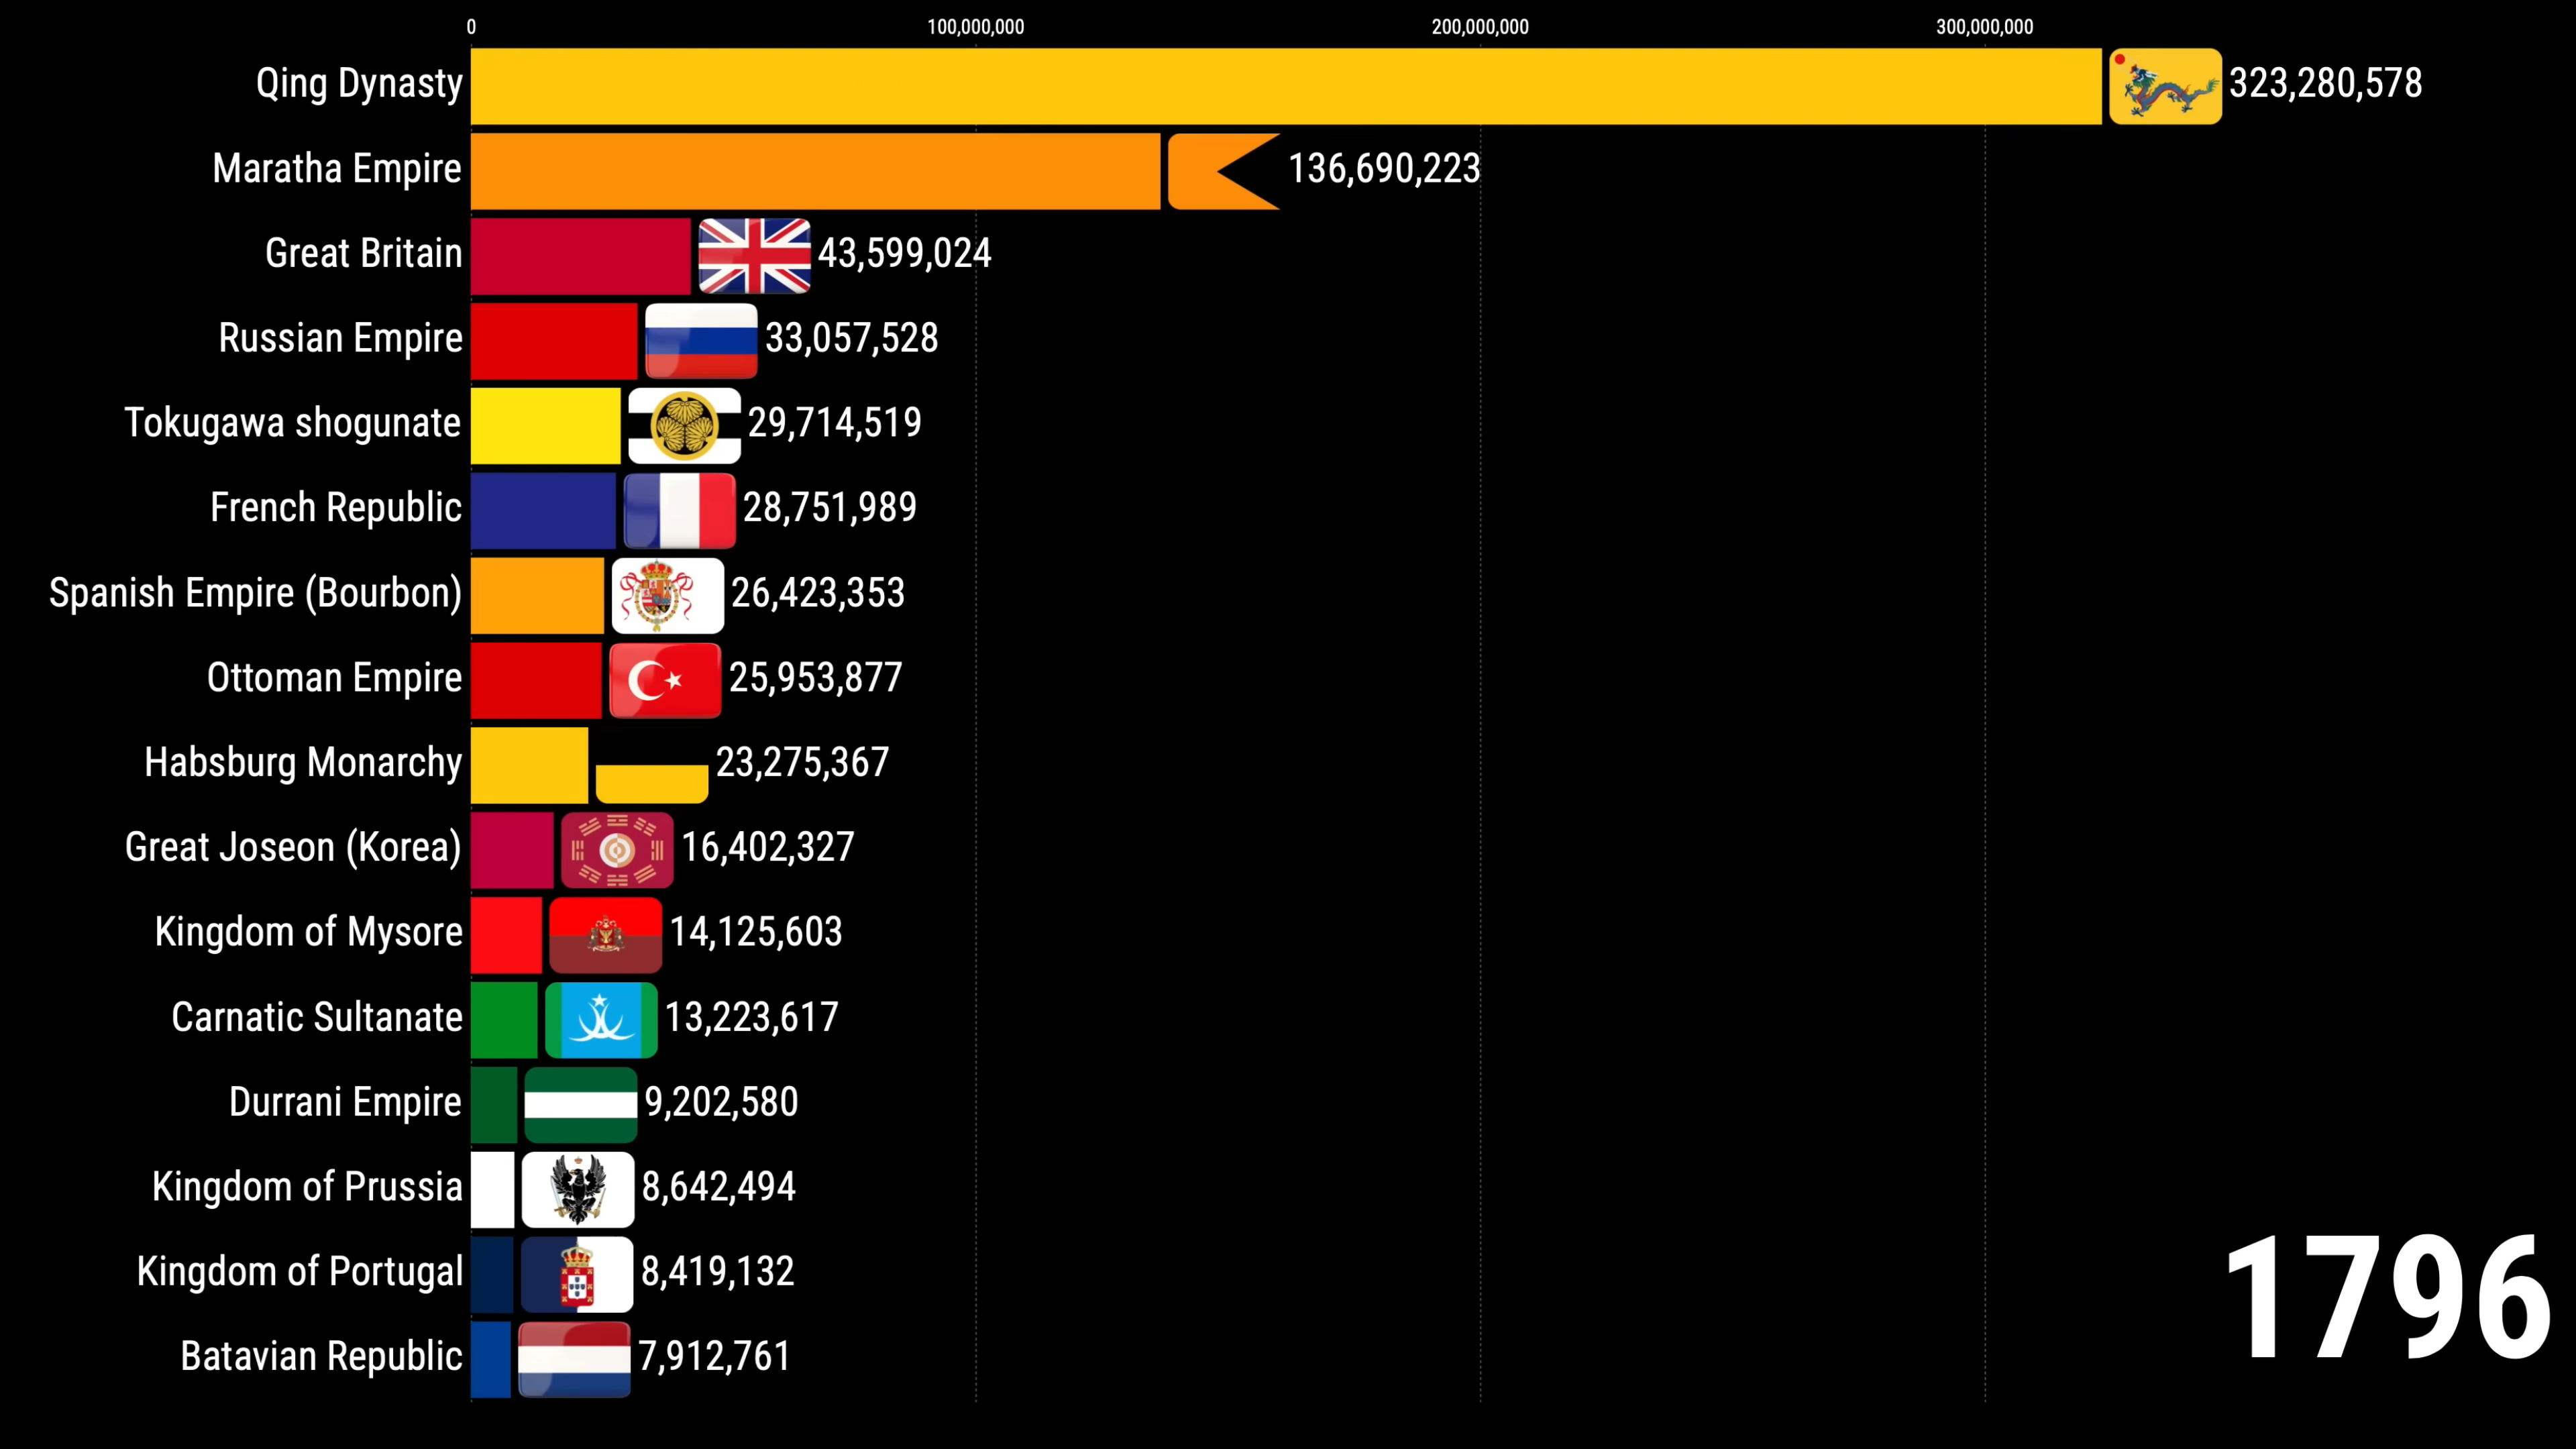 0 100,000,000 200,000,000 300,000,000
Qing Dynasty 323,280,578
Maratha Empire 136,690,223
Great Britain 43,599,024
Russian Empire 33,057,528
Tokugawa shogunate 29,714,519
French Republic 28,751,989
Spanish Empire (Bourbon) 26,423,353
Ottoman Empire 25,953,877
Habsburg Monarchy 23,275,367
Great Joseon (Korea) 16,402,327
Kingdom of Mysore 14,125,603
Carnatic Sultanate 13,223,617
Durrani Empire 9,202,580
Kingdom of Prussia 8,642,494
Kingdom of Portugal 8,419,132
Batavian Republic 7,912,761
1796